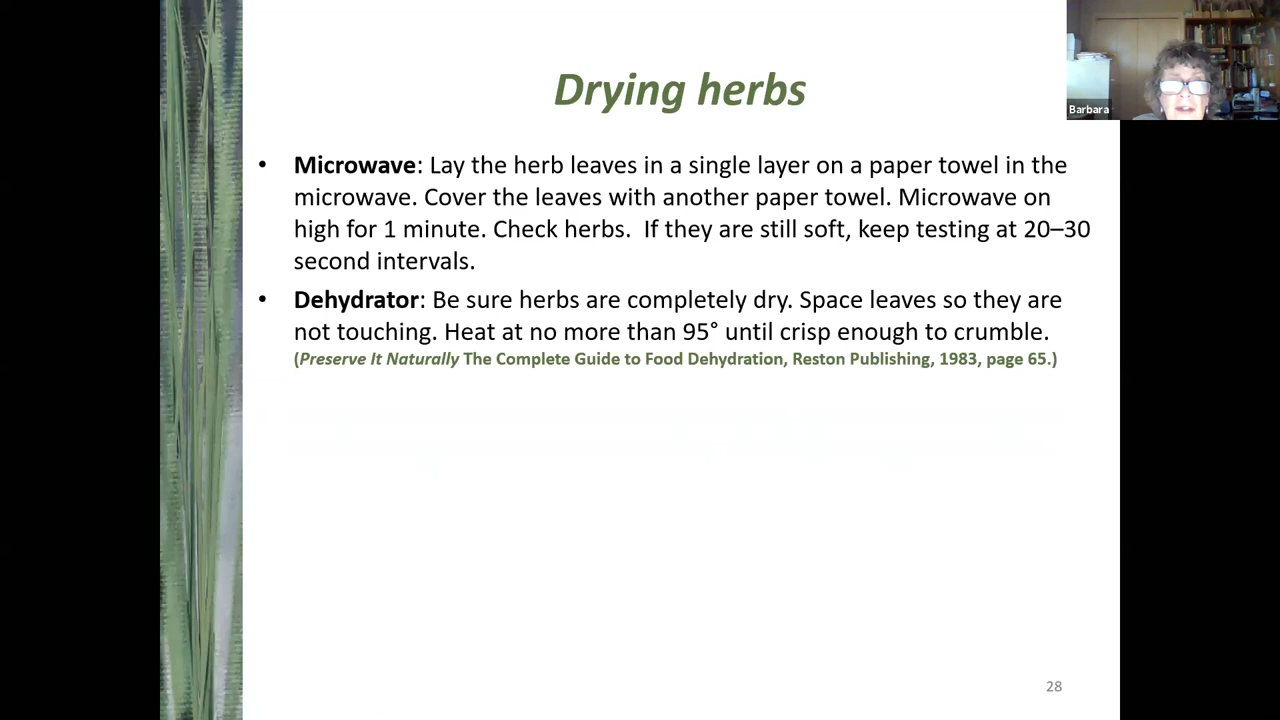 Drying herbs
Barbara
• Microwave: Lay the herb leaves in a single layer on a paper towel in the
microwave. Cover the leaves with another paper towel. Microwave on
high for 1 minute. Check herbs.  If they are still soft, keep testing at 20–30
second intervals.
• Dehydrator: Be sure herbs are completely dry. Space leaves so they are
not touching. Heat at no more than 95° until crisp enough to crumble.
(Preserve It Naturally The Complete Guide to Food Dehydration, Reston Publishing, 1983, page 65.)
28